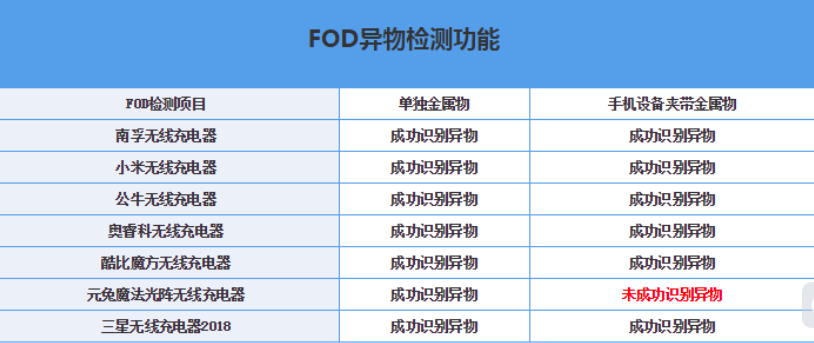 FOD异物检测功能
FOD检测项目 单独金属物 手机设备夹带金属物
南孚无线充电器 成功识别异物 成功识别异物
小米无线充电器 成功识别异物 成功识别异物
公牛无线充电器 成功识别异物 成功识别异物
奥睿科无线充电器 成功识别异物 成功识别异物
酷比魔方无线充电器 成功识别异物 成功识别异物
元兔魔法光阵无线充电器 成功识别异物 未成功识别异物
三星无线充电器2018 成功识别异物 成功识别异物